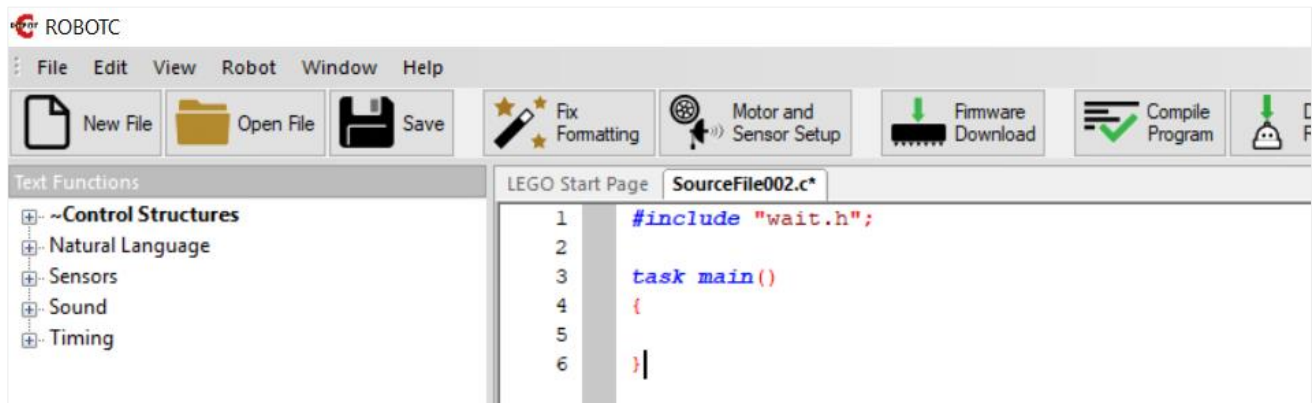 ROBOTC
File Edit View Robot Window Help
New File Open File Save Fix Formatting Motor and Sensor Setup Firmware Download Compile Program
Text Functions
LEGO Start Page SourceFile002.c*
~Control Structures
Natural Language
Sensors
Sound
Timing
1 #include "wait.h";
2
3 task main()
4 {
5
6 }